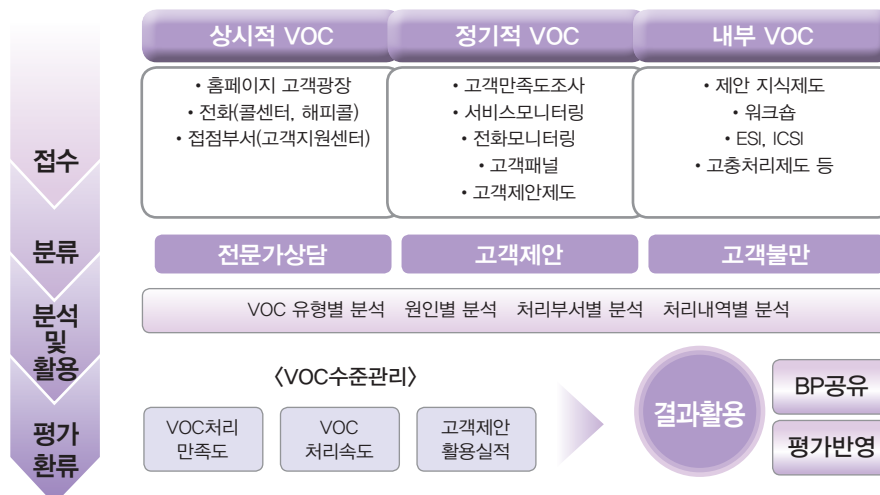 상시적 VOC
정기적 VOC
내부 VOC
• 홈페이지 고객광장
• 전화(콜센터, 해피콜)
• 접점부서(고객지원센터)
• 고객만족도조사
• 서비스모니터링
• 전화모니터링
• 고객패널
• 고객제안제도
• 제안 지식제도
• 워크숍
• ESI, ICSI
• 고충처리제도 등
접수
분류
전문가상담
고객제안
고객불만
분석
및
활용
VOC 유형별 분석 원인별 분석 처리부서별 분석 처리내역별 분석
〈VOC수준관리〉
VOC처리
만족도
VOC
처리속도
고객제안
활용실적
결과활용
BP공유
평가반영
평가
환류